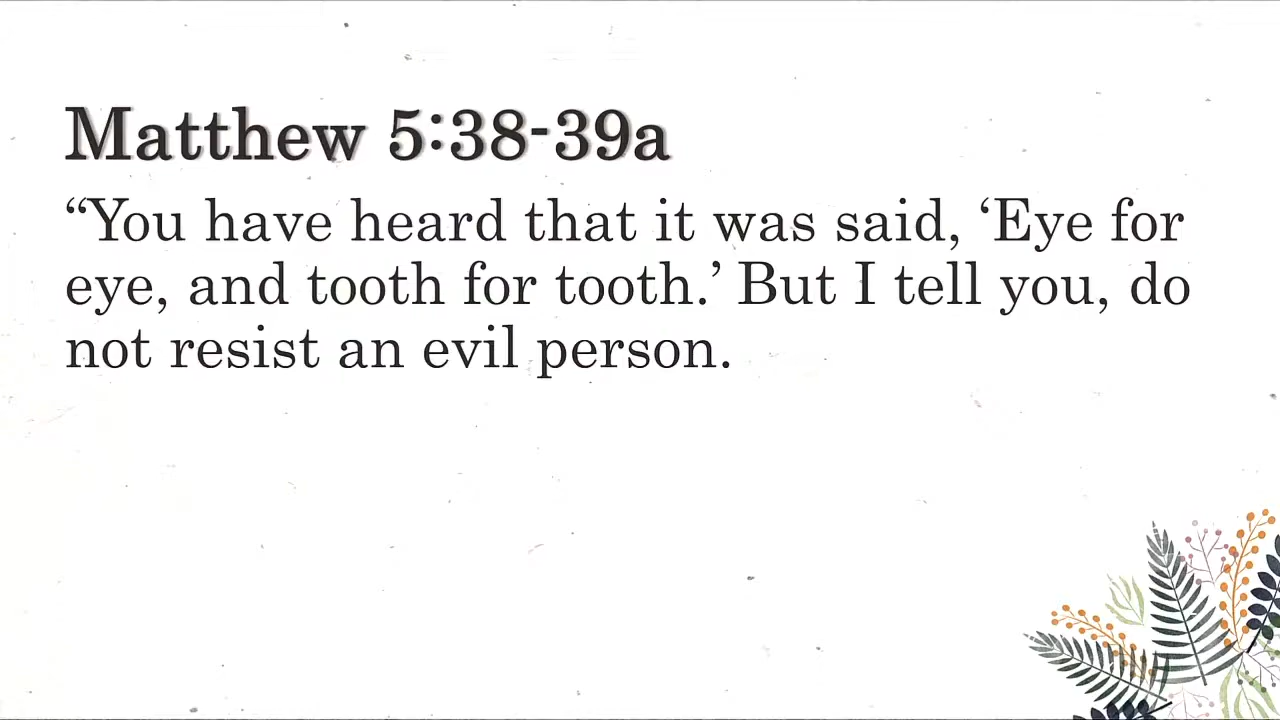 Matthew 5:38-39a
“You have heard that it was said, ‘Eye for
eye, and tooth for tooth.’ But I tell you, do
not resist an evil person.